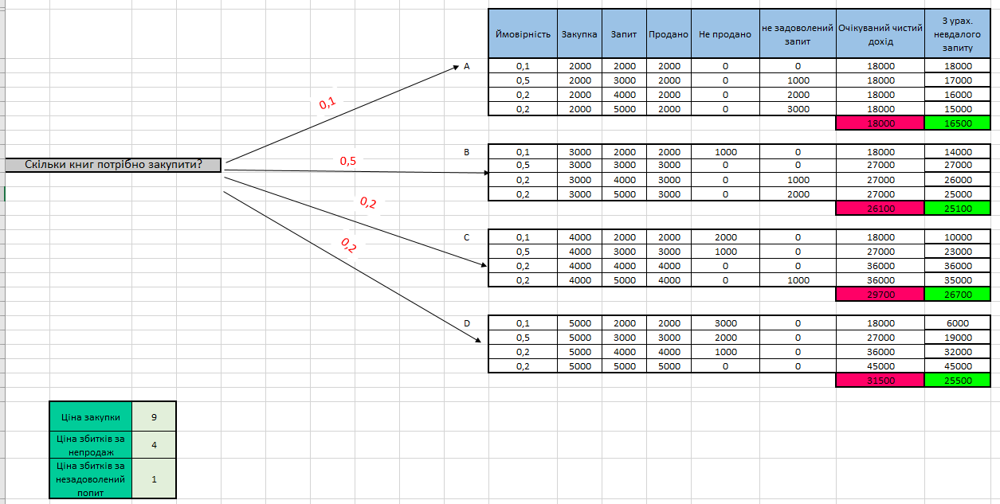 Ймовірність Закупка Запит Продано Не продано не задоволений запит Очікуваний чистий дохід З урах. невдалого запиту
A 0,1 2000 2000 2000 0 0 18000 18000
0,5 2000 3000 2000 0 1000 18000 17000
0,2 2000 4000 2000 0 2000 18000 16000
0,2 2000 5000 2000 0 3000 18000 15000
18000 16500
0,1
B 0,1 3000 2000 2000 1000 0 18000 14000
0,5 3000 3000 3000 0 0 27000 27000
0,2 3000 4000 3000 0 1000 27000 26000
0,2 3000 5000 3000 0 2000 27000 25000
26100 25100
Скільки книг потрібно закупити?
0,5
0,2
0,2
C 0,1 4000 2000 2000 2000 0 18000 10000
0,5 4000 3000 3000 1000 0 27000 23000
0,2 4000 4000 4000 0 0 36000 36000
0,2 4000 5000 4000 0 1000 36000 35000
29700 26700
D 0,1 5000 2000 2000 3000 0 18000 6000
0,5 5000 3000 3000 2000 0 27000 19000
0,2 5000 4000 4000 1000 0 36000 32000
0,2 5000 5000 5000 0 0 45000 45000
31500 25500
Ціна закупки 9
Ціна збитків за
непродаж 4
Ціна збитків за
незадоволений 1
попит